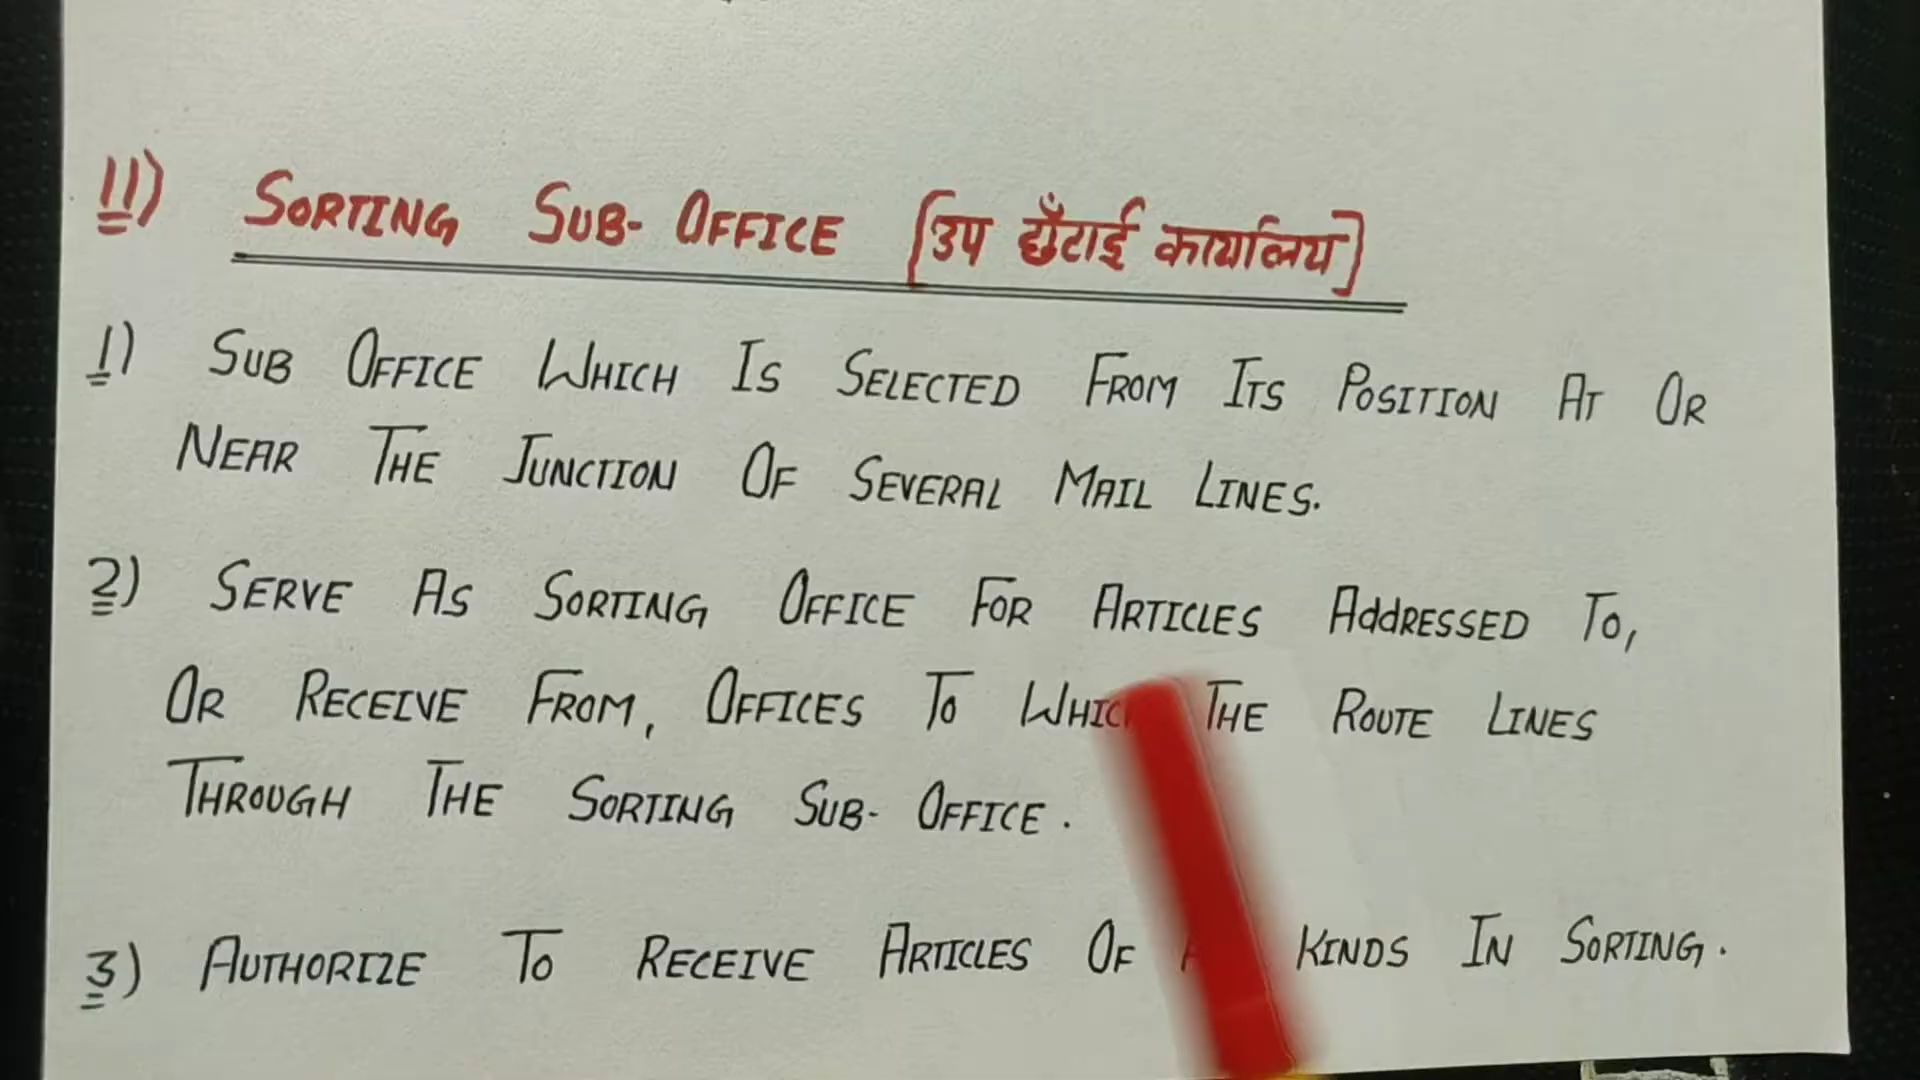 11) SORTING SUB-OFFICE [उप छँटाई कार्यालय]
1) SUB OFFICE WHICH IS SELECTED FROM ITS POSITION AT OR
NEAR THE JUNCTION OF SEVERAL MAIL LINES.
2) SERVE AS SORTING OFFICE FOR ARTICLES ADDRESSED TO,
OR RECEIVE FROM, OFFICES TO THE ROUTE LINES
THROUGH THE SORTING SUB-OFFICE.
3) AUTHORIZE TO RECEIVE ARTICLES OF KINDS IN SORTING.